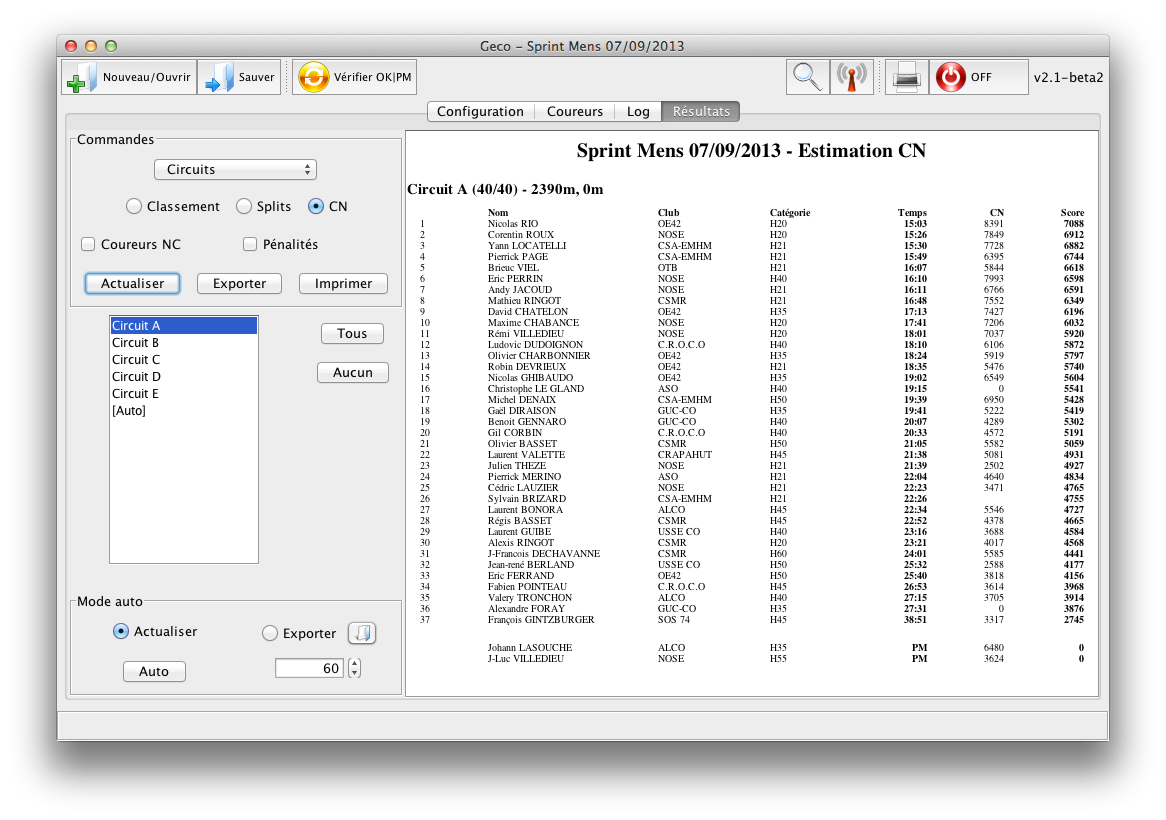 Geco – Sprint Mens 07/09/2013
Nouveau/Ouvrir Sauver Vérifier OK|PM OFF v2.1-beta2
Configuration Coureurs Log Résultats
Commandes
Circuits
Classement Splits CN
Coureurs NC Pénalités
Actualiser Exporter Imprimer
Circuit A
Circuit B
Circuit C
Circuit D
Circuit E
[Auto]
Tous
Aucun
Mode auto
Actualiser Exporter
Auto 60
Sprint Mens 07/09/2013 - Estimation CN
Circuit A (40/40) - 2390m, 0m
Nom Club Catégorie Temps CN Score
1 Nicolas RIO OE42 H20 15:03 8391 7088
2 Corentin ROUX NOSE H20 15:26 7849 6912
3 Yann LOCATELLI CSA-EMHM H21 15:30 7728 6882
4 Pierrick PAGE CSA-EMHM H21 15:49 6395 6744
5 Brieuc VIEL OTB H21 16:07 5844 6618
6 Eric PERRIN NOSE H40 16:10 7993 6598
7 Andy JACOUD NOSE H21 16:11 6766 6591
8 Mathieu RINGOT CSMR H21 16:48 7552 6349
9 David CHATELON OE42 H35 17:13 7427 6196
10 Maxime CHABANCE NOSE H20 17:41 7206 6032
11 Rémi VILLEDIEU NOSE H20 18:01 7037 5920
12 Ludovic DUDOIGNON C.R.O.C.O H40 18:10 6106 5872
13 Olivier CHARBONNIER OE42 H35 18:24 5919 5797
14 Robin DEVRIEUX OE42 H21 18:35 5476 5740
15 Nicolas GHIBAUDO OE42 H35 19:02 6549 5604
16 Christophe LE GLAND ASO H40 19:15 0 5541
17 Michel DENAIX CSA-EMHM H50 19:39 6950 5428
18 Gaël DIRAISON GUC-CO H35 19:41 5222 5419
19 Benoit GENNARO GUC-CO H40 20:07 4289 5302
20 Gil CORBIN C.R.O.C.O H40 20:33 4572 5191
21 Olivier BASSET CSMR H50 21:05 5582 5059
22 Laurent VALETTE CRAPAHUT H45 21:38 5081 4931
23 Julien THEZE NOSE H21 21:39 2502 4927
24 Pierrick MERINO ASO H21 22:04 4640 4834
25 Cédric LAUZIER NOSE H21 22:23 3471 4765
26 Sylvain BRIZARD CSA-EMHM H21 22:26 4755
27 Laurent BONORA ALCO H45 22:34 5546 4727
28 Régis BASSET CSMR H45 22:52 4378 4665
29 Laurent GUIBE USSE CO H40 23:16 3688 4584
30 Alexis RINGOT CSMR H20 23:21 4017 4568
31 J-Francois DECHAVANNE CSMR H60 24:01 5585 4441
32 Jean-rené BERLAND USSE CO H50 25:32 2588 4177
33 Eric FERRAND OE42 H50 25:40 3818 4156
34 Fabien POINTEAU C.R.O.C.O H45 26:53 3614 3968
35 Valery TRONCHON ALCO H40 27:15 3705 3914
36 Alexandre FORAY GUC-CO H35 27:31 0 3876
37 François GINTZBURGER SOS 74 H45 38:51 3317 2745
Johann LASOUCHE ALCO H35 PM 6480 0
J-Luc VILLEDIEU NOSE H55 PM 3624 0